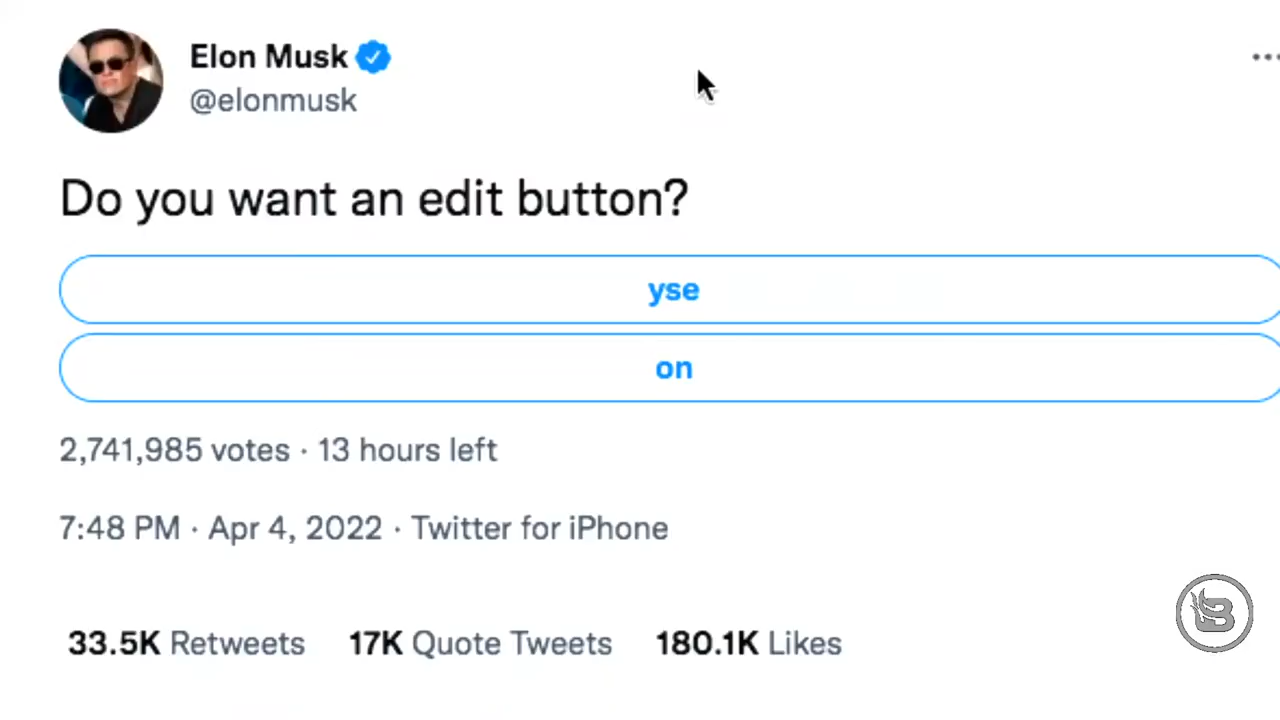 Elon Musk
@elonmusk
Do you want an edit button?
yse
on
2,741,985 votes · 13 hours left
7:48 PM · Apr 4, 2022 · Twitter for iPhone
33.5K Retweets 17K Quote Tweets 180.1K Likes
B